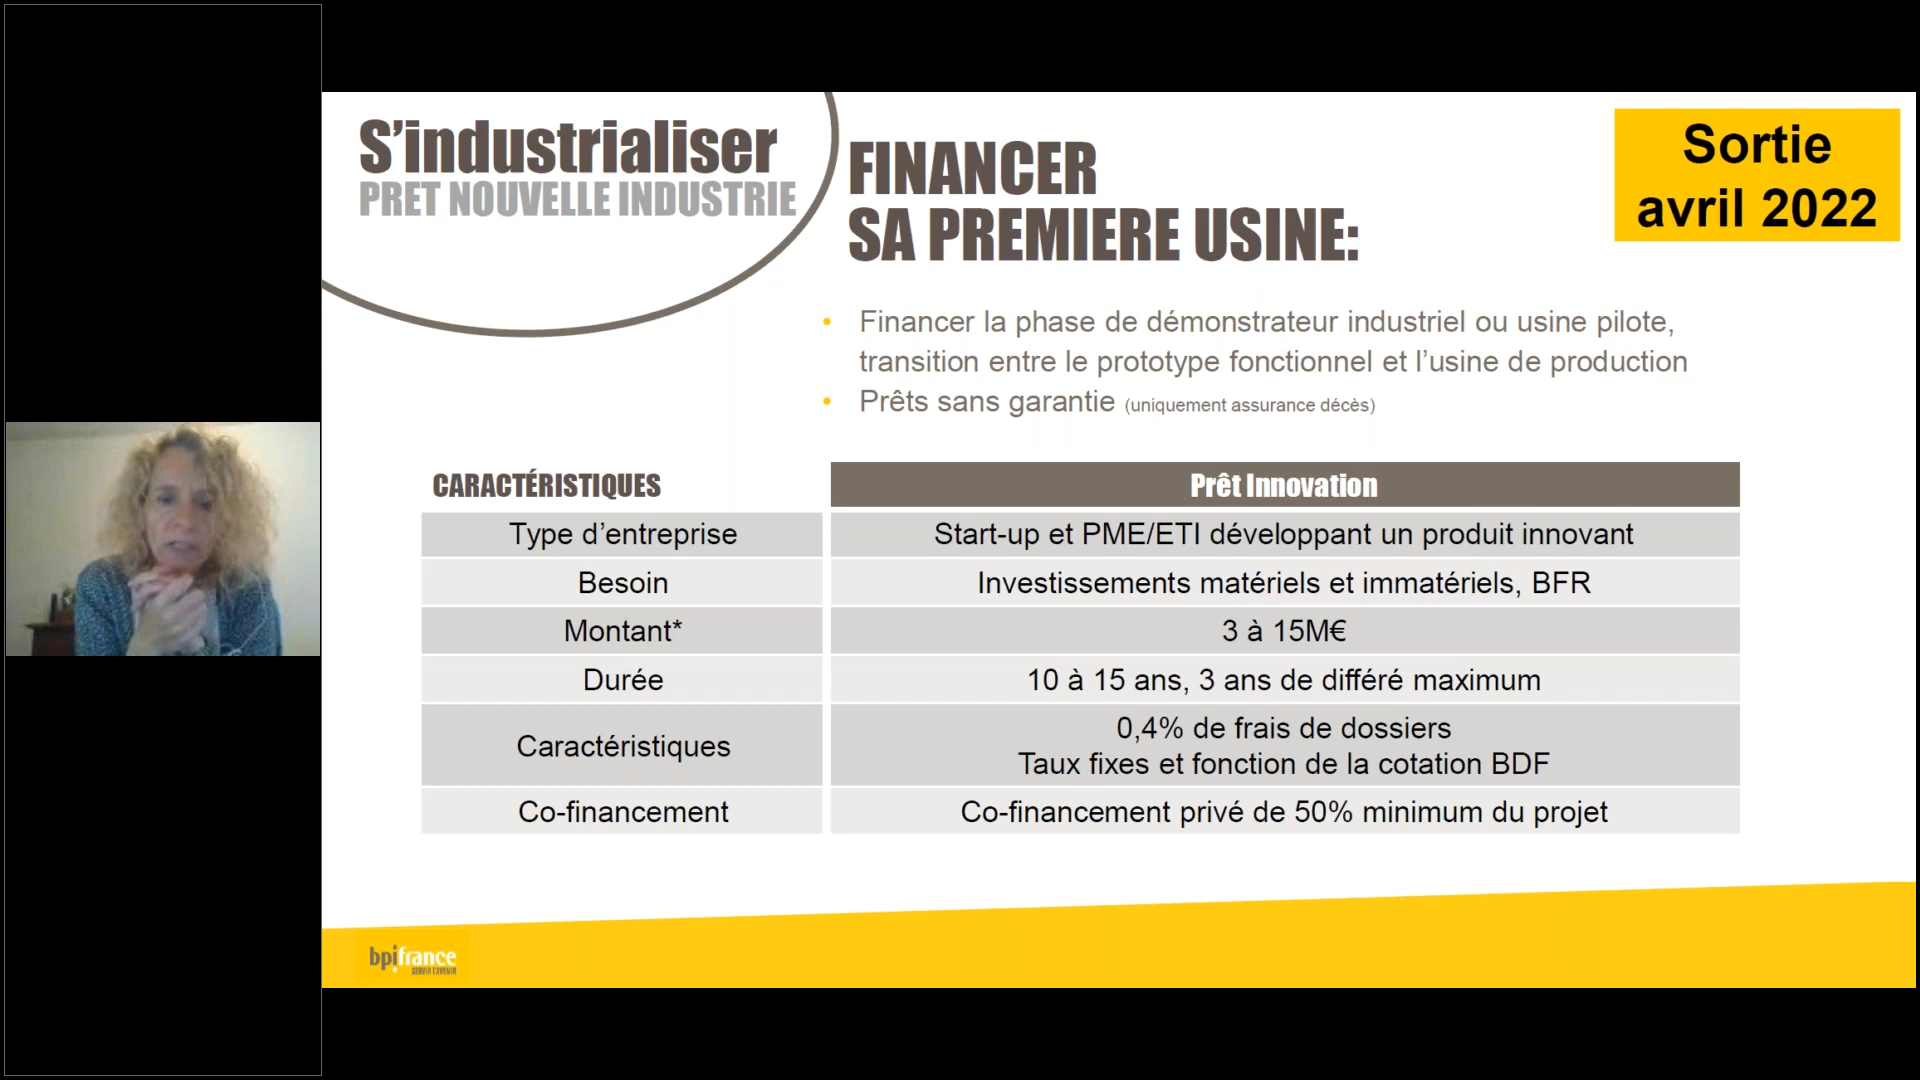 S’industrialiser
PRET NOUVELLE INDUSTRIE
FINANCER
SA PREMIERE USINE:
Sortie
avril 2022
• Financer la phase de démonstrateur industriel ou usine pilote,
transition entre le prototype fonctionnel et l’usine de production
• Prêts sans garantie (uniquement assurance décès)
CARACTÉRISTIQUES
Prêt Innovation
Type d’entreprise
Start-up et PME/ETI développant un produit innovant
Besoin
Investissements matériels et immatériels, BFR
Montant*
3 à 15M€
Durée
10 à 15 ans, 3 ans de différé maximum
Caractéristiques
0,4% de frais de dossiers
Taux fixes et fonction de la cotation BDF
Co-financement
Co-financement privé de 50% minimum du projet
bpifrance
SERVIR L’AVENIR